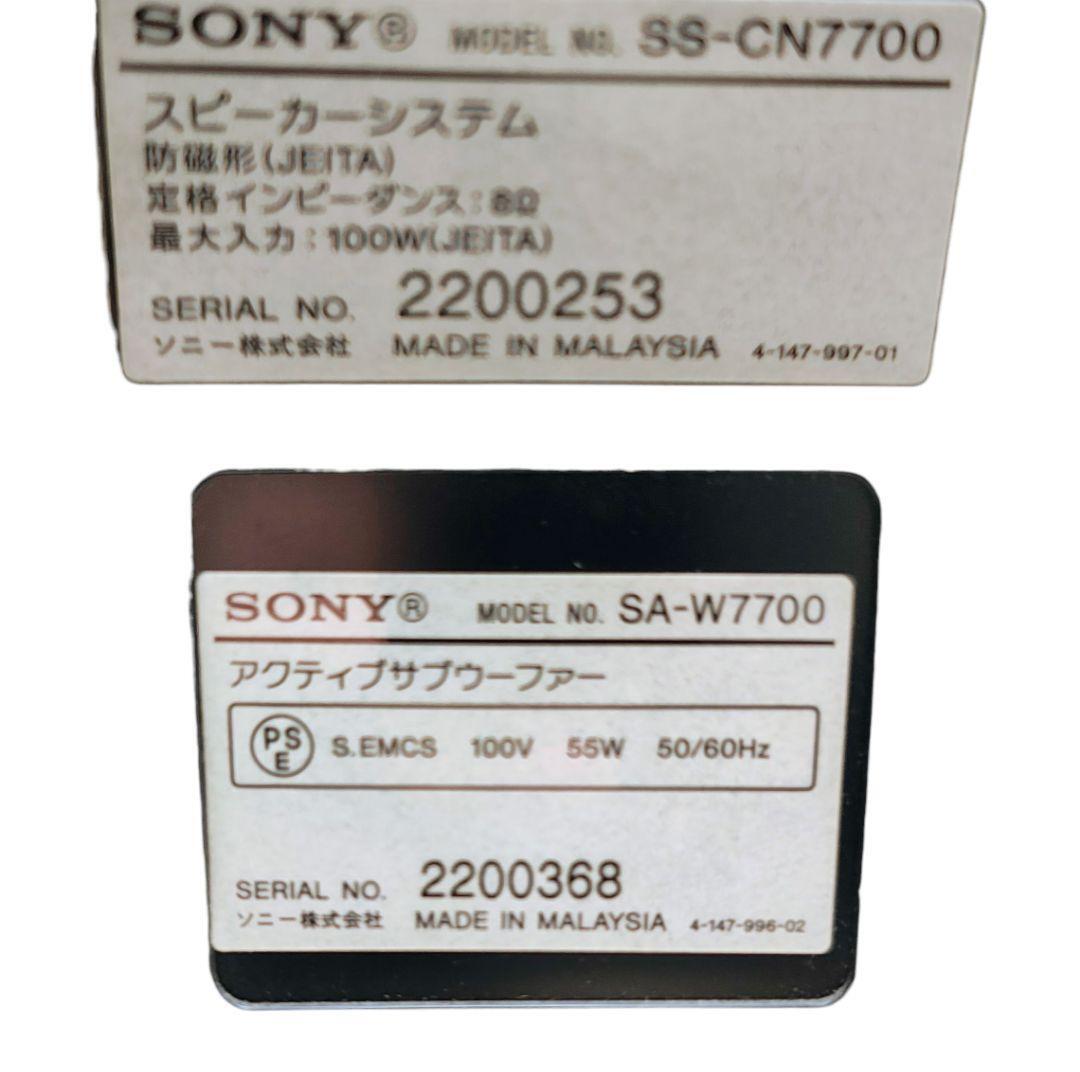 SONY® MODEL NO. SS-CN7700
スピーカーシステム
防磁形(JEITA)
定格インピーダンス:8Ω
最大入力:100W(JEITA)
SERIAL NO. 2200253
ソニー株式会社 MADE IN MALAYSIA 4-147-997-01
SONY® MODEL NO. SA-W7700
アクティブサブウーファー
PSE S.EMCS 100V 55W 50/60Hz
SERIAL NO. 2200368
ソニー株式会社 MADE IN MALAYSIA 4-147-996-02